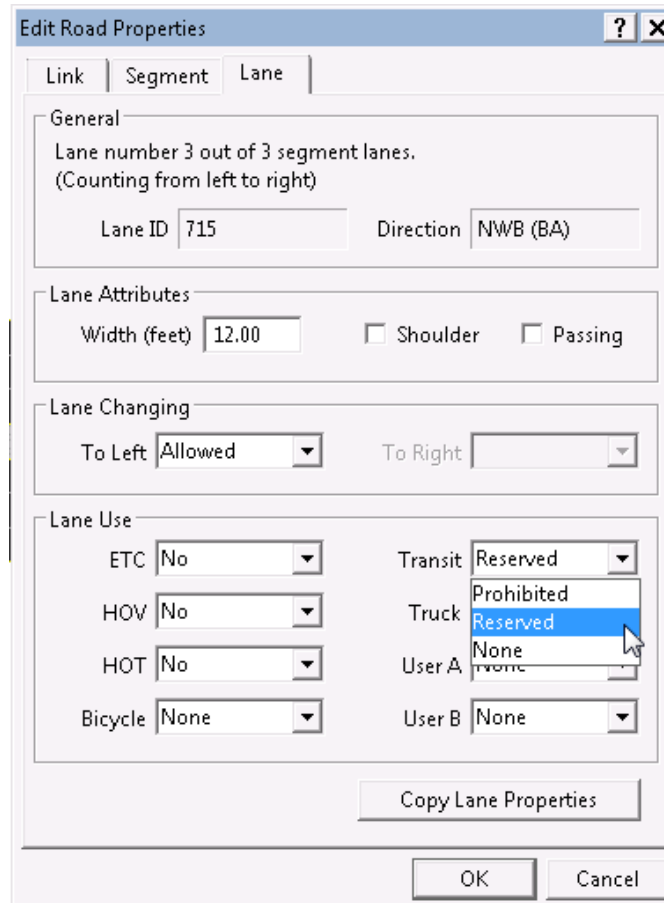 Edit Road Properties ? X
Link Segment Lane
General
Lane number 3 out of 3 segment lanes.
(Counting from left to right)
Lane ID 715 Direction NWB (BA)
Lane Attributes
Width (feet) 12.00 Shoulder Passing
Lane Changing
To Left Allowed To Right
Lane Use
ETC No Transit Reserved
Prohibited
HOV No Truck Reserved
None
HOT No User A None
Bicycle None User B None
Copy Lane Properties
OK Cancel